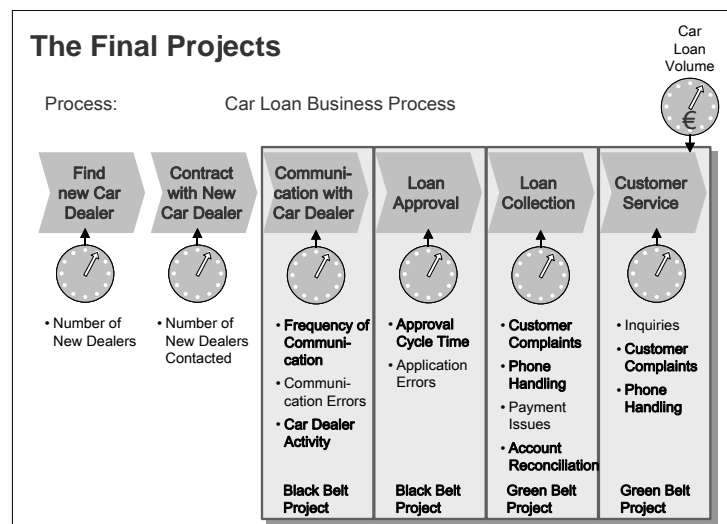 The Final Projects
Car
Loan
Volume
€
Process: Car Loan Business Process
Find
new Car
Dealer
Contract
with New
Car Dealer
Communi-
cation with
Car Dealer
Loan
Approval
Loan
Collection
Customer
Service
• Number of
New Dealers
• Number of
New Dealers
Contacted
• Frequency of
Communi-
cation
• Communi-
cation Errors
• Car Dealer
Activity
Black Belt
Project
• Approval
Cycle Time
• Application
Errors
Black Belt
Project
• Customer
Complaints
• Phone
Handling
• Payment
Issues
• Account
Reconciliation
Green Belt
Project
• Inquiries
• Customer
Complaints
• Phone
Handling
Green Belt
Project